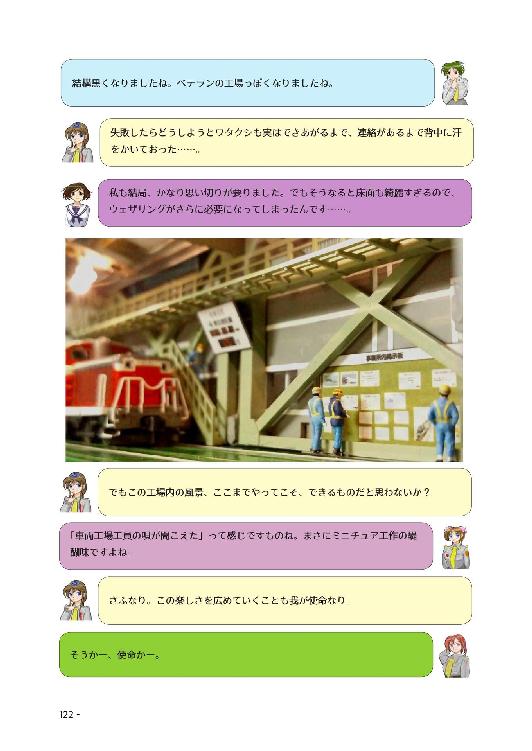 結構黒くなりましたね。ベテランの工場っぽくなりましたね。
失敗したらどうしようとワタクシも実はできあがるまで、連絡があるまで背中に汗
をかいておった……。
私も結局、かなり思い切りが要りました。でもそうなると床面も綺麗すぎるので、
ウェザリングがさらに必要になってしまったんです……。
事務所内掲示板
でもこの工場内の風景、ここまでやってこそ、できるものだと思わないか？
「車両工場工員の唄が聞こえた」って感じですものね。まさにミニチュア工作の醍
醐味ですよね
さふなり。この楽しさを広めていくことも我が使命なり
そうかー、使命かー。
122 -